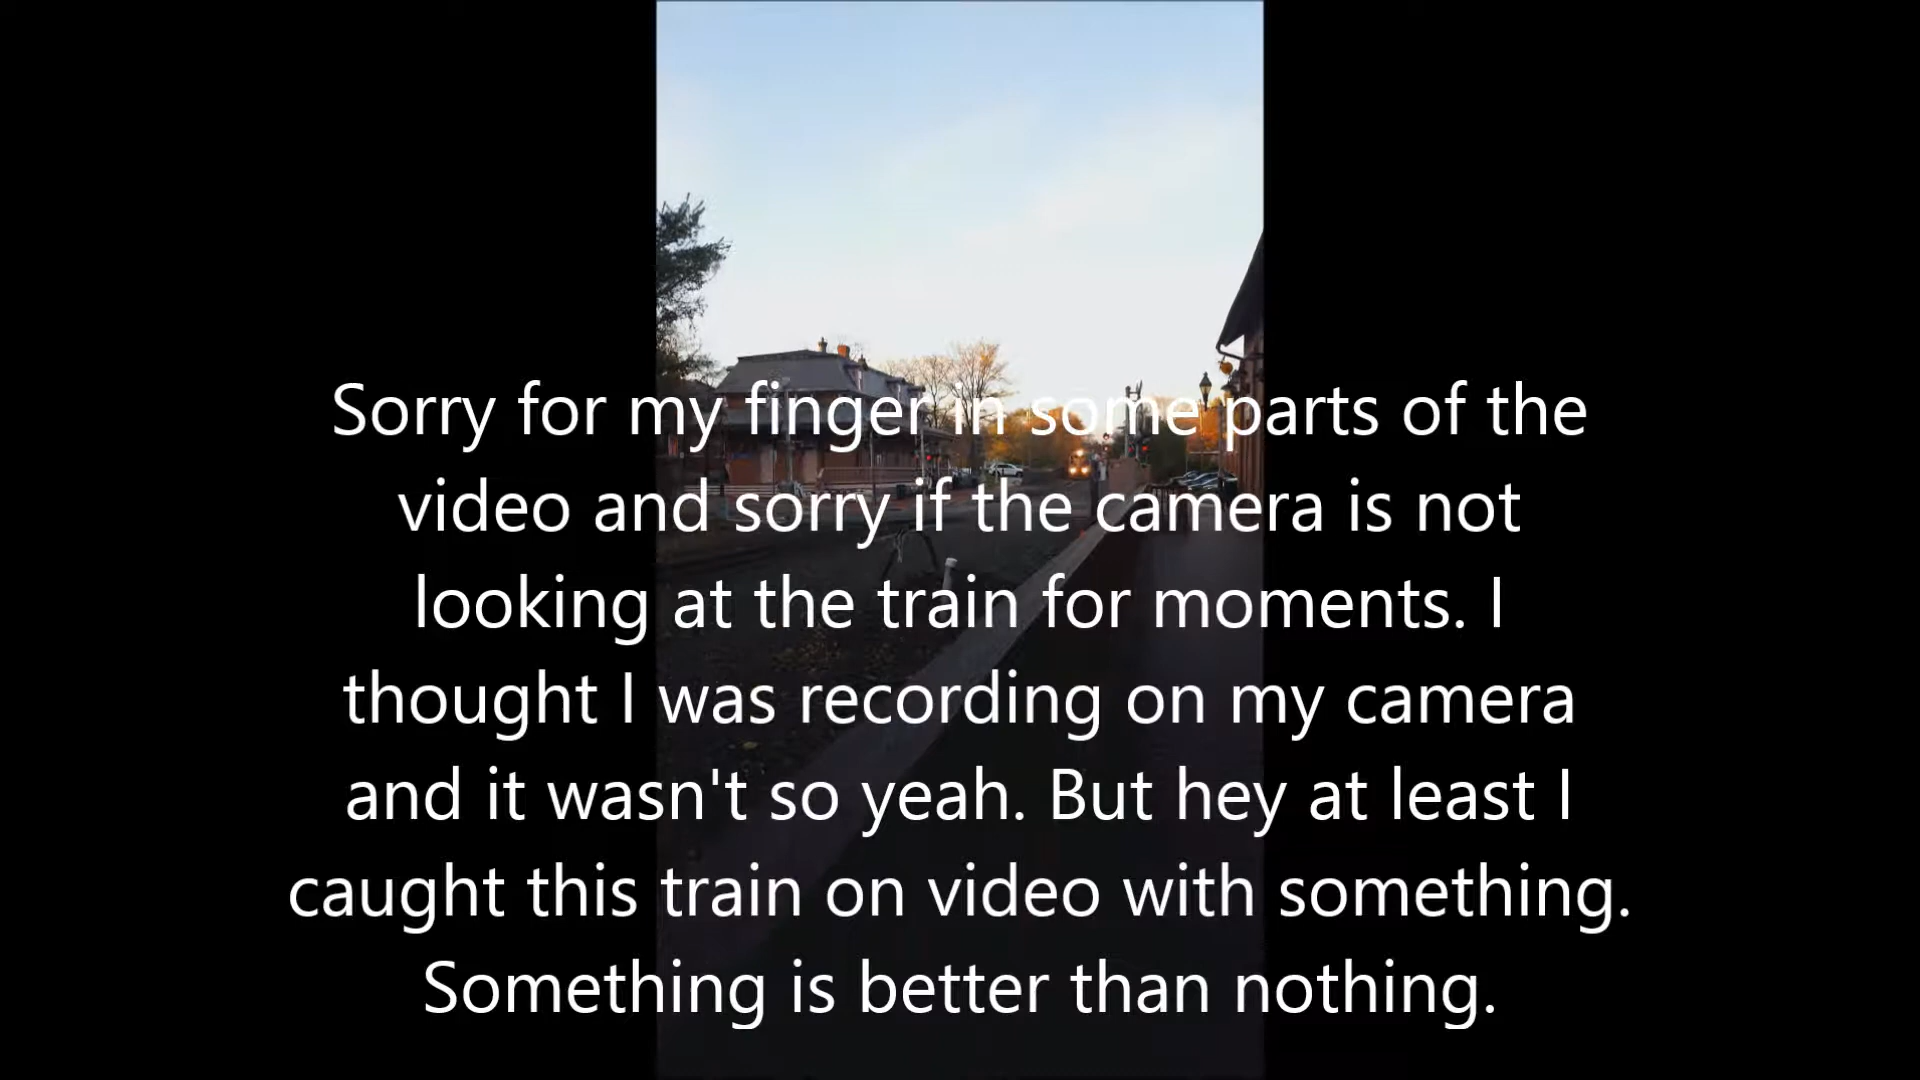 Sorry for my finger in some parts of the
video and sorry if the camera is not
looking at the train for moments. I
thought I was recording on my camera
and it wasn't so yeah. But hey at least I
caught this train on video with something.
Something is better than nothing.